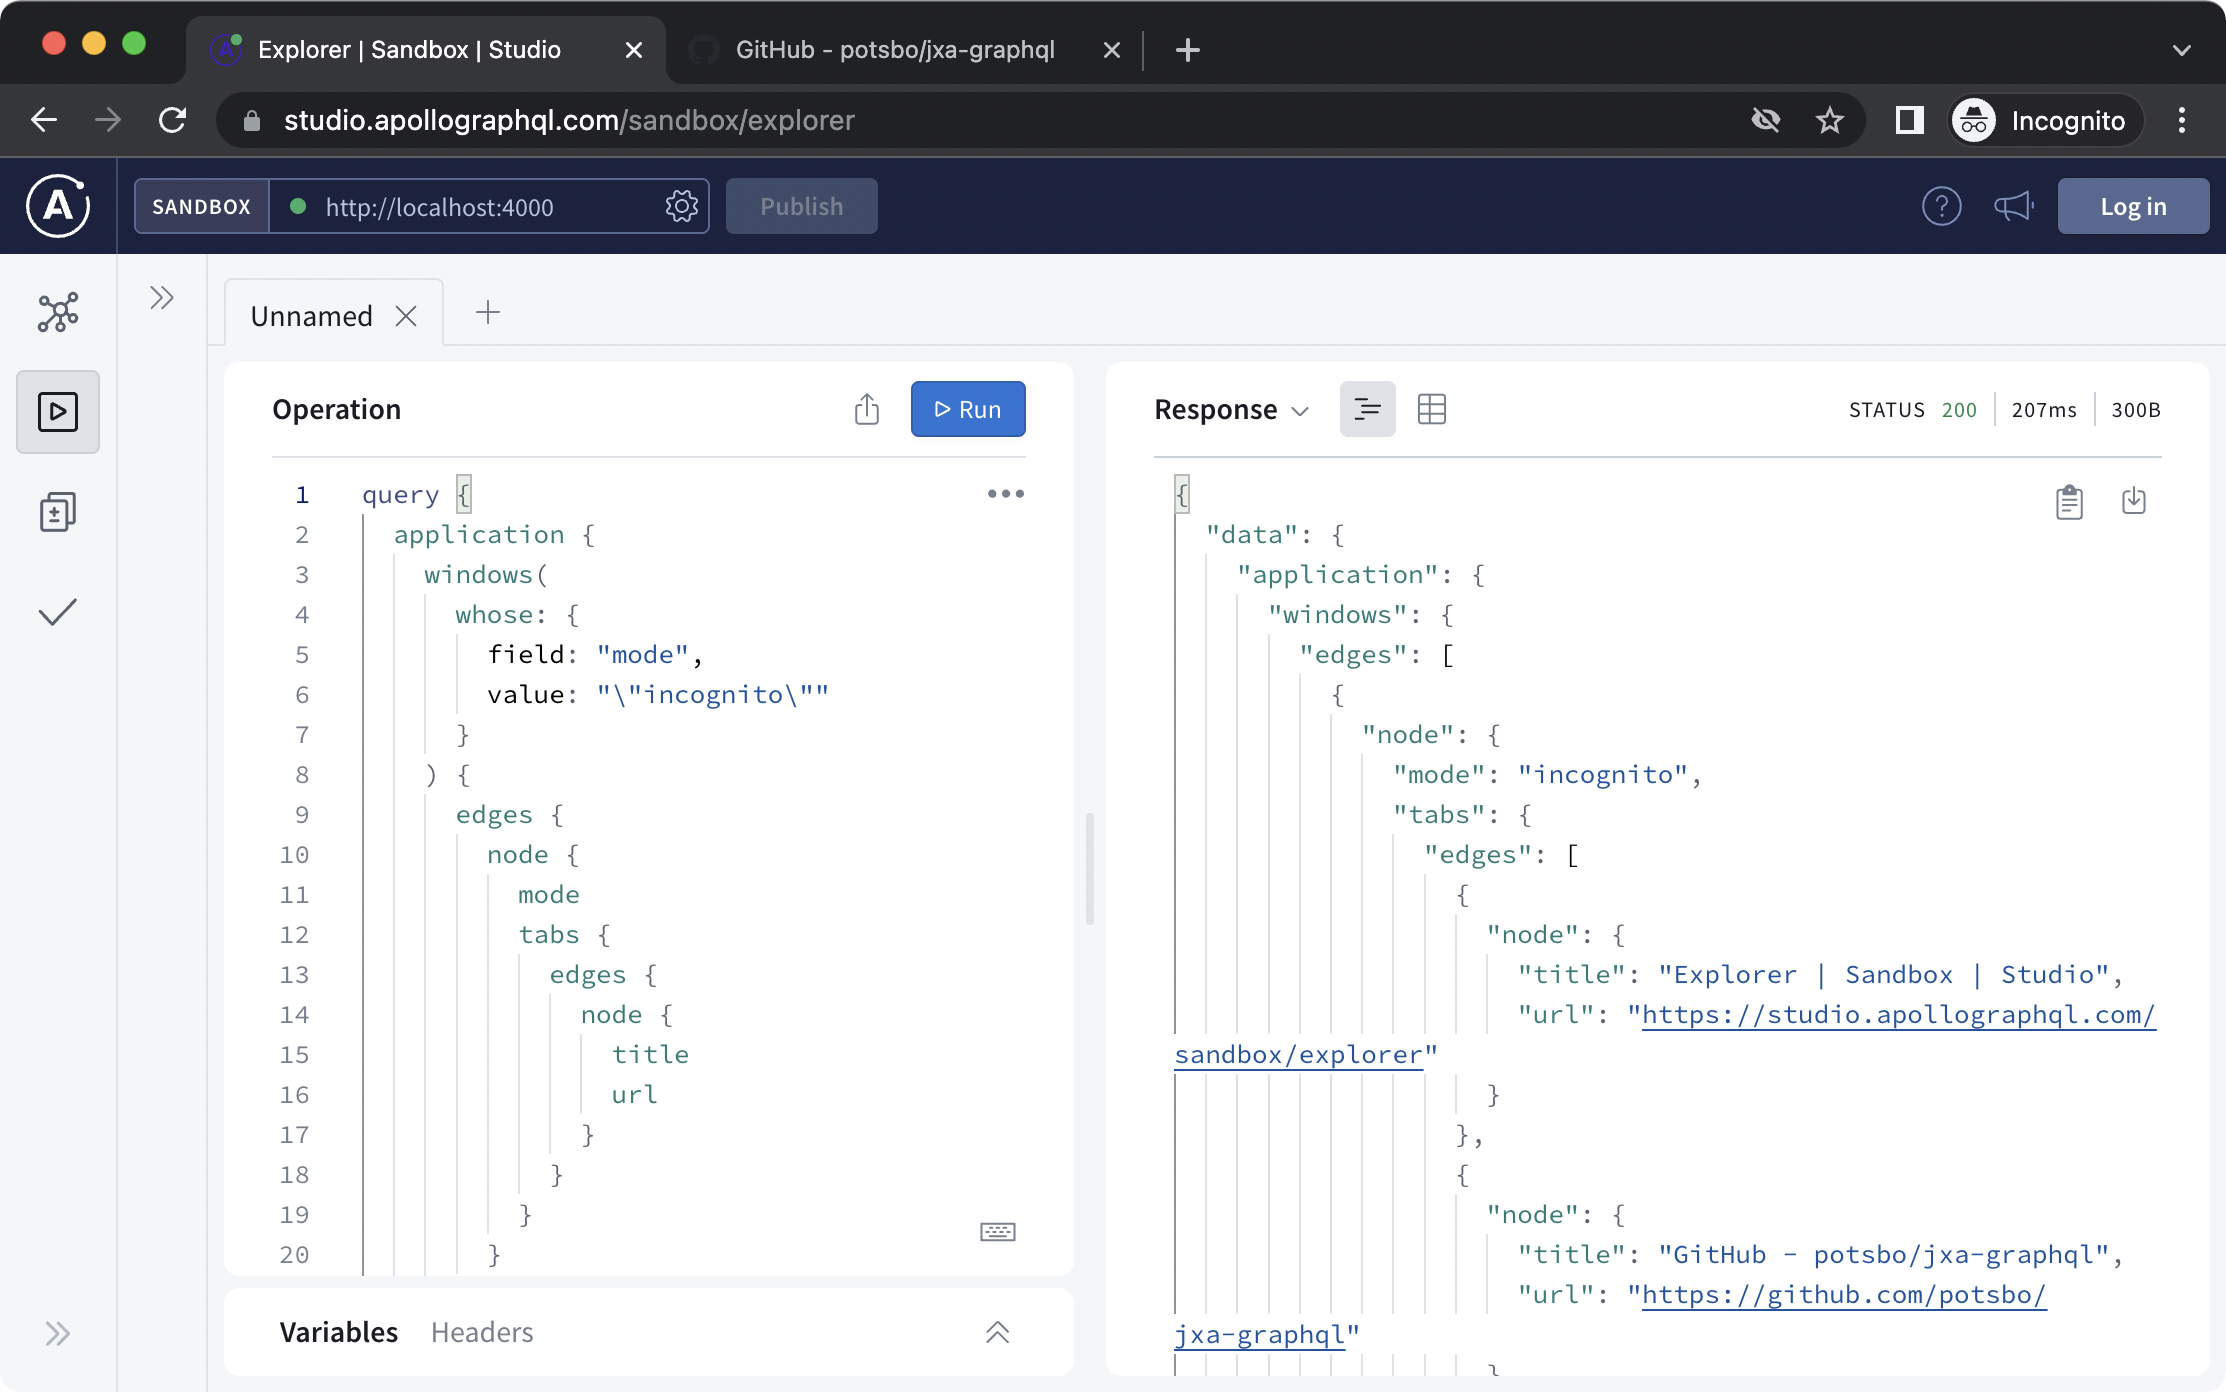 Explorer | Sandbox | Studio
GitHub - potsbo/jxa-graphql
studio.apollographql.com/sandbox/explorer
Incognito
A
SANDBOX
http://localhost:4000
Publish
?
Log in
Unnamed
Operation
Run
1 query {
2 application {
3 windows(
4 whose: {
5 field: "mode",
6 value: "\"incognito\""
7 }
8 ) {
9 edges {
10 node {
11 mode
12 tabs {
13 edges {
14 node {
15 title
16 url
17 }
18 }
19 }
20 }
Variables Headers
Response
STATUS 200 207ms 300B
{
"data": {
"application": {
"windows": {
"edges": [
{
"node": {
"mode": "incognito",
"tabs": {
"edges": [
{
"node": {
"title": "Explorer | Sandbox | Studio",
"url": "https://studio.apollographql.com/
sandbox/explorer"
}
},
{
"node": {
"title": "GitHub - potsbo/jxa-graphql",
"url": "https://github.com/potsbo/
jxa-graphql"
}